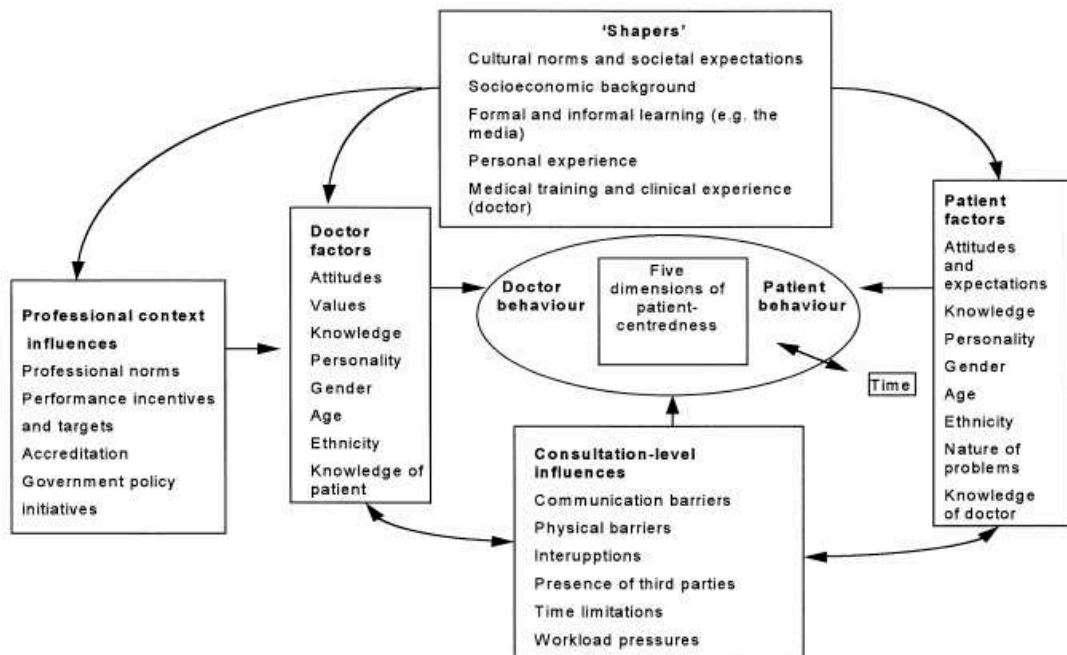 ‘Shapers’
Cultural norms and societal expectations
Socioeconomic background
Formal and informal learning (e.g. the
media)
Personal experience
Medical training and clinical experience
(doctor)
Professional context
influences
Professional norms
Performance incentives
and targets
Accreditation
Government policy
initiatives
Doctor
factors
Attitudes
Values
Knowledge
Personality
Gender
Age
Ethnicity
Knowledge of
patient
Doctor
behaviour
Five
dimensions of
patient-
centredness
Patient
behaviour
Time
Patient
factors
Attitudes
and
expectations
Knowledge
Personality
Gender
Age
Ethnicity
Nature of
problems
Knowledge
of doctor
Consultation-level
influences
Communication barriers
Physical barriers
Interupptions
Presence of third parties
Time limitations
Workload pressures